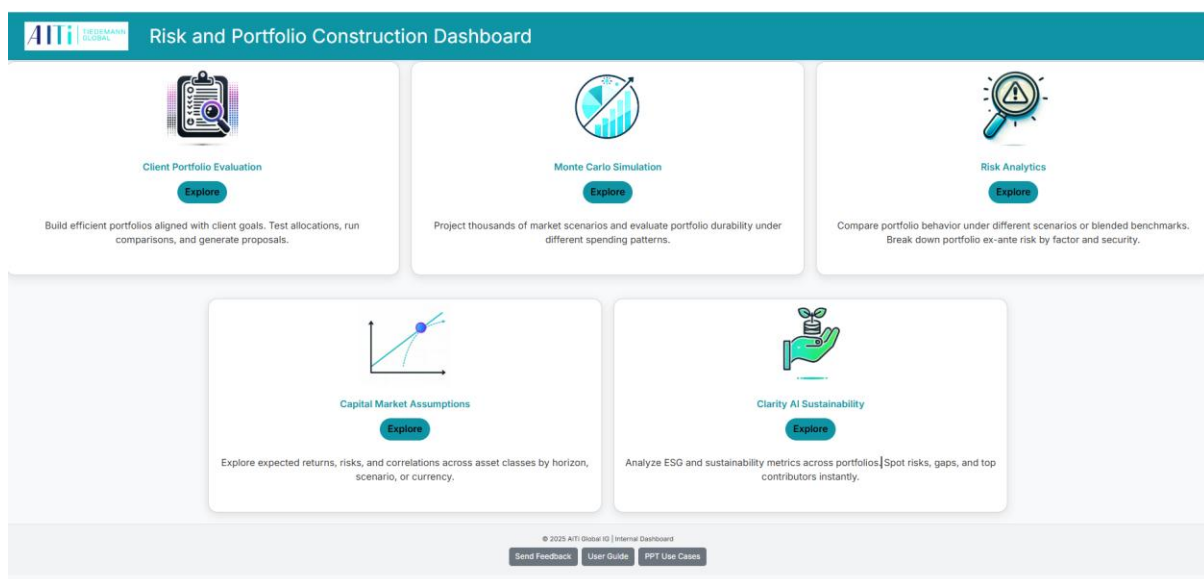 AlTi TIEDEMANN
GLOBAL
Risk and Portfolio Construction Dashboard
Client Portfolio Evaluation
Explore
Build efficient portfolios aligned with client goals. Test allocations, run
comparisons, and generate proposals.
Monte Carlo Simulation
Explore
Project thousands of market scenarios and evaluate portfolio durability under
different spending patterns.
Risk Analytics
Explore
Compare portfolio behavior under different scenarios or blended benchmarks.
Break down portfolio ex-ante risk by factor and security.
Capital Market Assumptions
Explore
Explore expected returns, risks, and correlations across asset classes by horizon,
scenario, or currency.
Clarity AI Sustainability
Explore
Analyze ESG and sustainability metrics across portfolios. Spot risks, gaps, and top
contributors instantly.
© 2025 AlTi Global IG | Internal Dashboard
Send Feedback User Guide PPT Use Cases